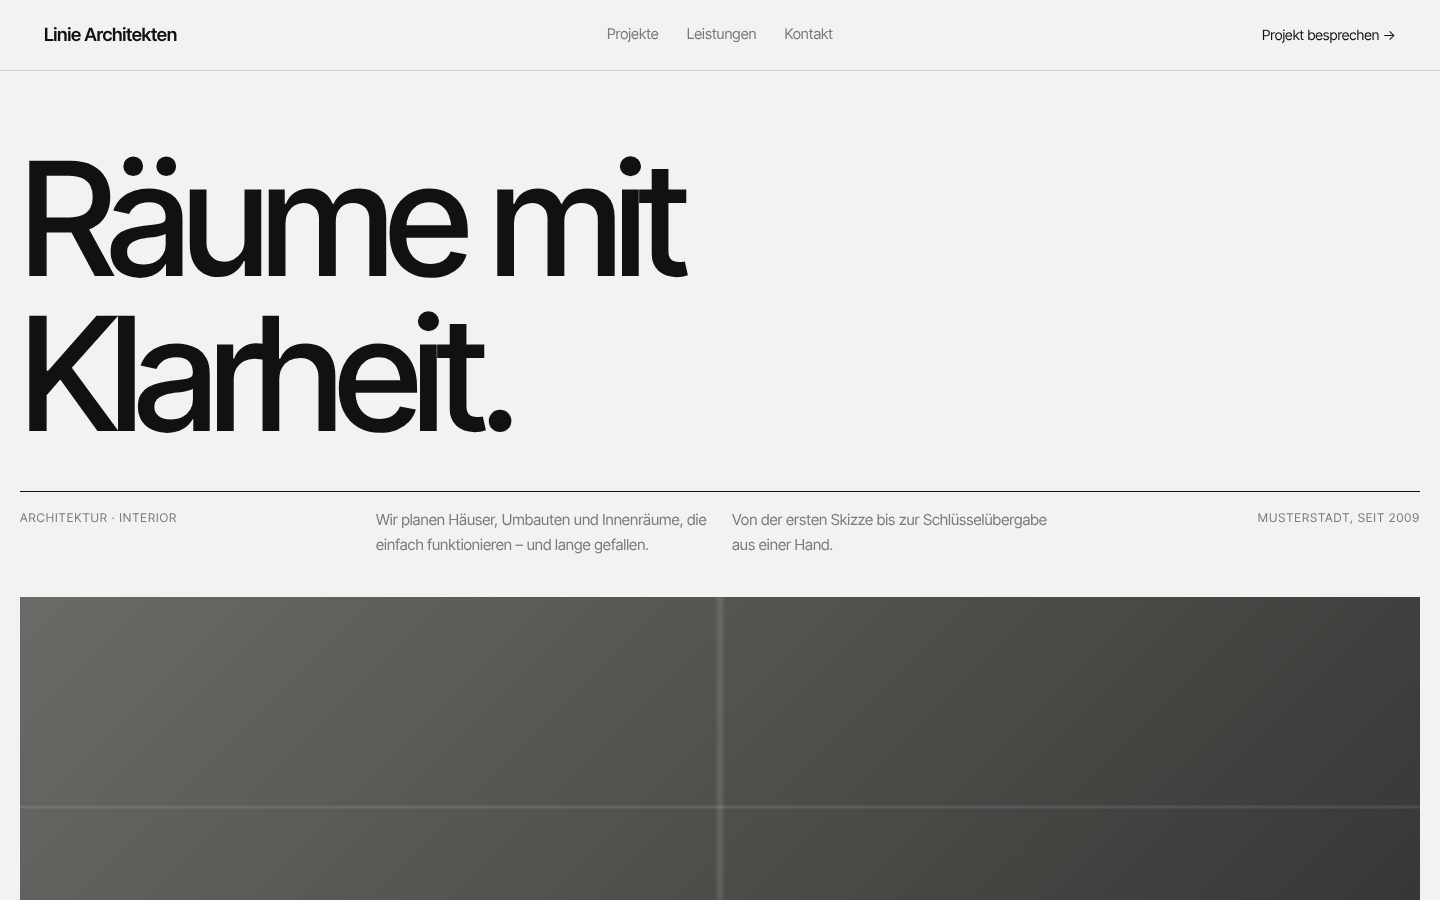 Linie Architekten
Projekte
Leistungen
Kontakt
Projekt besprechen →
Räume mit
Klarheit.
ARCHITEKTUR · INTERIOR
Wir planen Häuser, Umbauten und Innenräume, die
einfach funktionieren – und lange gefallen.
Von der ersten Skizze bis zur Schlüsselübergabe
aus einer Hand.
MUSTERSTADT, SEIT 2009